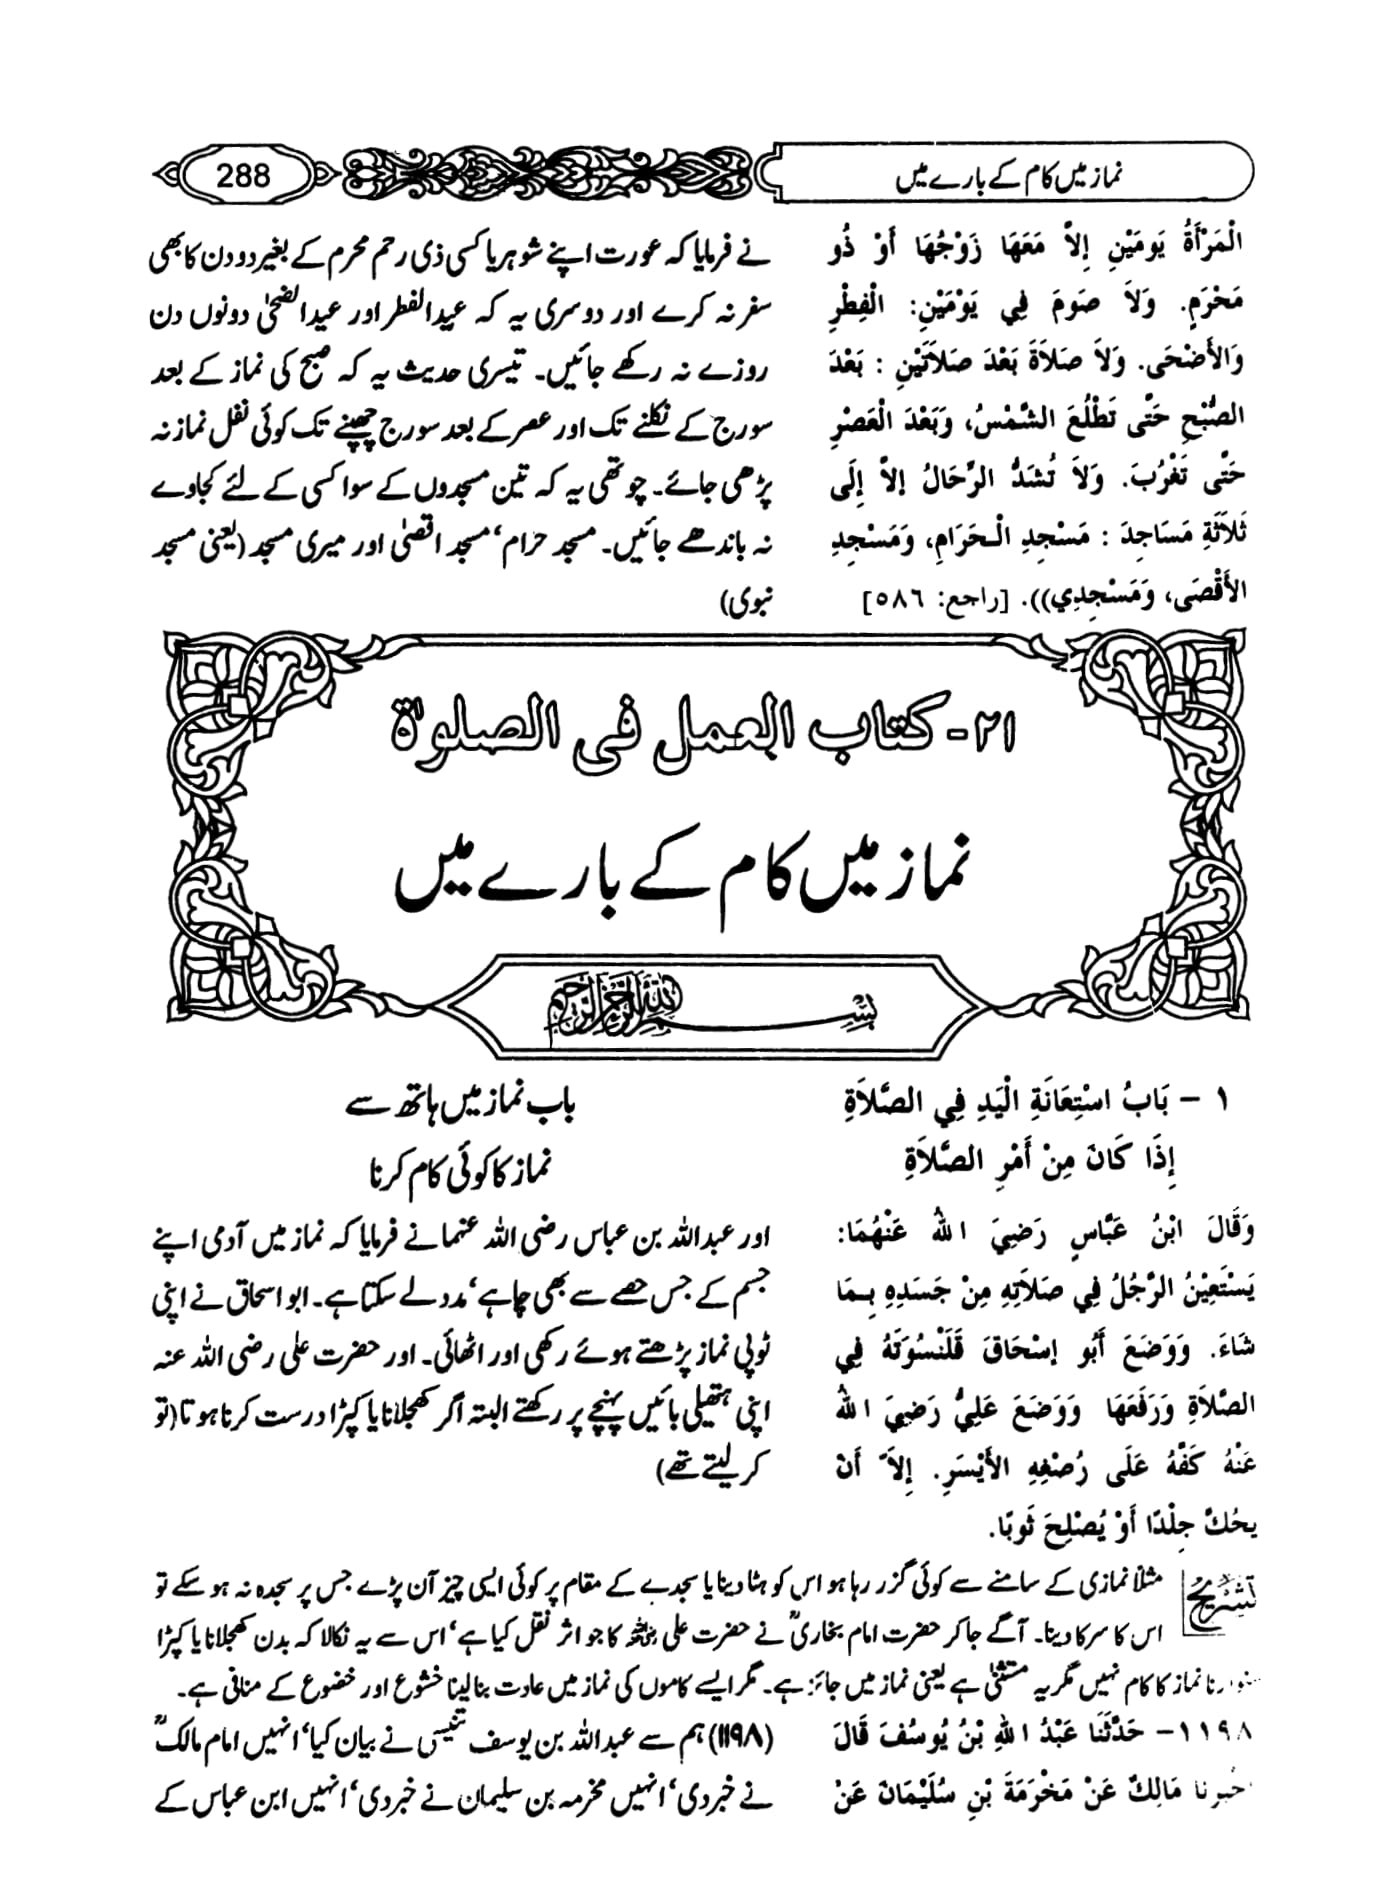 نماز میں کام کے بارے میں
288
الْمَرْأَةُ يَومَيْنِ إِلاَّ مَعَهَا زَوْجُهَا أَوْ ذُو
مَحْرَمٍ. وَلاَ صَومَ فِي يَوْمَيْنِ: الْفِطْرِ
وَالأَضْحَى. وَلاَ صَلاَةَ بَعْدَ صَلاَتَيْنِ : بَعْدَ
الصُّبْحِ حَتَّى تَطْلُعَ الشَّمْسُ، وَبَعْدَ الْعَصْرِ
حَتَّى تَغْرُبَ. وَلاَ تُشَدُّ الرِّحَالُ إِلاَّ إِلَى
ثَلاَثَةِ مَسَاجِدَ : مَسْجِدِ الْحَرَامِ، وَمَسْجِدِ
الأَقْصَى، وَمَسْجِدِي)). [راجع: ٥٨٦]
نے فرمایا کہ عورت اپنے شوہر یا کسی ذی رحم محرم کے بغیر دو دن کا بھی
سفر نہ کرے اور دوسری یہ کہ عیدالفطر اور عیدالضحیٰ دونوں دن
روزے نہ رکھے جائیں۔ تیسری حدیث یہ کہ صبح کی نماز کے بعد
سورج کے نکلنے تک اور عصر کے بعد سورج چھپنے تک کوئی نفل نماز نہ
پڑھی جائے۔ چوتھی یہ کہ تین مسجدوں کے سوا کسی کے لئے کجاوے
نہ باندھے جائیں۔ مسجد حرام‘ مسجد اقصیٰ اور میری مسجد (یعنی مسجد
نبوی)
٢١- كتاب العمل فى الصلوة
نماز میں کام کے بارے میں
بسم الله الرحمن الرحيم
١ – بَابُ اسْتِعَانَةِ الْيَدِ فِي الصَّلاَةِ
إِذَا كَانَ مِنْ أَمْرِ الصَّلاَةِ
باب نماز میں ہاتھ سے
نماز کا کوئی کام کرنا
وَقَالَ ابْنُ عَبَّاسٍ رَضِيَ اللهُ عَنْهُمَا:
يَسْتَعِيْنُ الرَّجُلُ فِي صَلاَتِهِ مِنْ جَسَدِهِ بِمَا
شَاءَ. وَوَضَعَ أَبُو إِسْحَاقَ قَلَنْسُوَتَهُ فِي
الصَّلاَةِ وَرَفَعَهَا وَوَضَعَ عَلِيٌّ رَضِيَ اللهُ
عَنْهُ كَفَّهُ عَلَى رُصْغِهِ الأَيْسَرِ. إِلاَّ أَنْ
يَحُكَّ جِلْدًا أَوْ يُصْلِحَ ثَوبًا.
اور عبداللہ بن عباس رضی اللہ عنہما نے فرمایا کہ نماز میں آدمی اپنے
جسم کے جس حصے سے بھی چاہے‘ مدد لے سکتا ہے۔ ابو اسحاق نے اپنی
ٹوپی نماز پڑھتے ہوئے رکھی اور اٹھائی۔ اور حضرت علی رضی اللہ عنہ
اپنی ہتھیلی بائیں پہنچے پر رکھتے البتہ اگر کھجلانا یا کپڑا درست کرنا ہوتا (تو
کر لیتے تھے)
تشریح مثلاً نمازی کے سامنے سے کوئی گزر رہا ہو اس کو ہٹا دینا یا سجدے کے مقام پر کوئی ایسی چیز آن پڑے جس پر سجدہ نہ ہو سکے تو
اس کا سرکا دینا۔ آگے جا کر حضرت امام بخاریؒ نے حضرت علی رضی اللہ عنہ کا جو اثر نقل کیا ہے‘ اس سے یہ نکالا کہ بدن کھجلانا یا کپڑا
سنوارنا نماز کا کام نہیں مگر یہ مستثنیٰ ہے یعنی نماز میں جائز ہے۔ مگر ایسے کاموں کی نماز میں عادت بنا لینا خشوع اور خضوع کے منافی ہے۔
١١٩٨– حَدَّثَنَا عَبْدُ اللهِ بْنُ يُوسُفَ قَالَ
أَخْبَرَنَا مَالِكٌ عَنْ مَخْرَمَةَ بْنِ سُلَيْمَانَ عَنْ
(۱۱۹۸) ہم سے عبداللہ بن یوسف تنیسی نے بیان کیا‘ انہیں امام مالکؒ
نے خبر دی‘ انہیں مخرمہ بن سلیمان نے خبر دی‘ انہیں ابن عباس کے